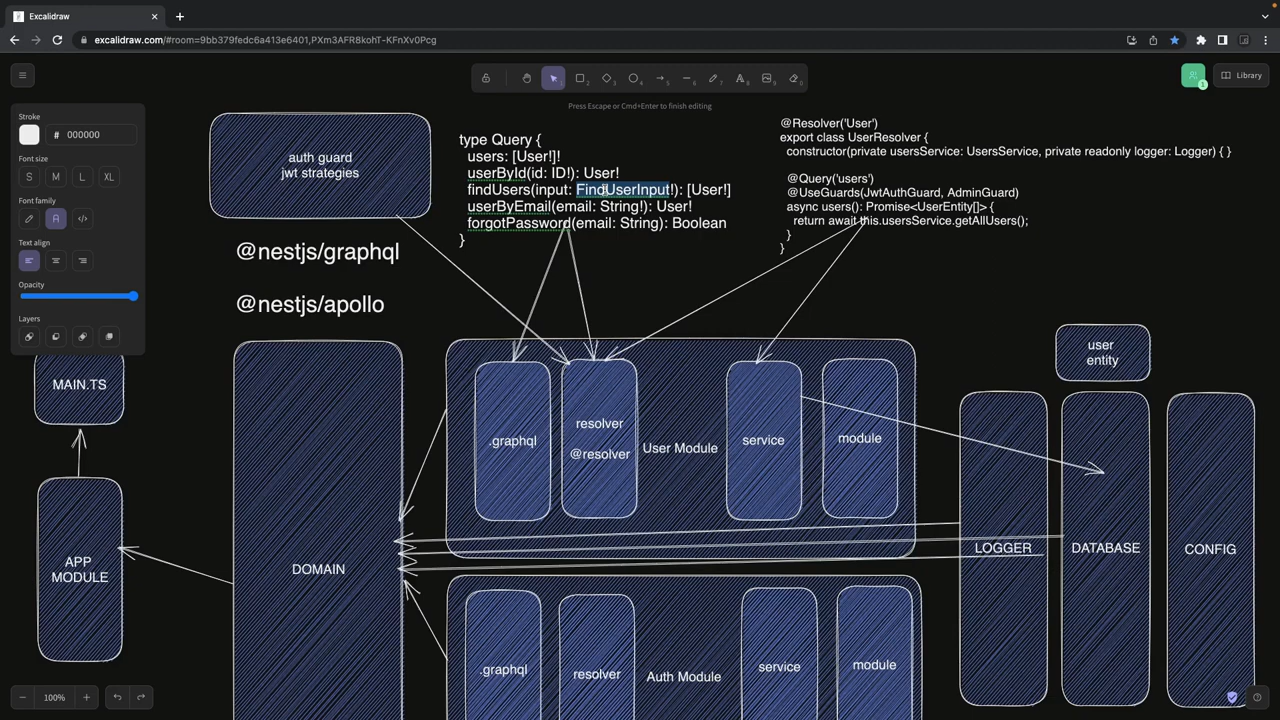 Excalidraw
excalidraw.com/#room=9bb379fedc6a413e6401,PXm3AFR8kohT-KFnXv0Pcg
Library
Press Escape or Cmd+Enter to finish editing
Stroke
# 000000
Font size
S M L XL
Font family
Text align
Opacity
Layers
auth guard
jwt strategies
@nestjs/graphql
@nestjs/apollo
type Query {
users: [User!]!
userById(id: ID!): User!
findUsers(input: FindUserInput!): [User!]
userByEmail(email: String!): User!
forgotPassword(email: String): Boolean
}
@Resolver('User')
export class UserResolver {
constructor(private usersService: UsersService, private readonly logger: Logger) { }
@Query('users')
@UseGuards(JwtAuthGuard, AdminGuard)
async users(): Promise<UserEntity[]> {
return await this.usersService.getAllUsers();
}
}
MAIN.TS
APP
MODULE
DOMAIN
.graphql
resolver
@resolver
User Module
service
module
user
entity
LOGGER
DATABASE
CONFIG
.graphql
resolver
Auth Module
service
module
100%